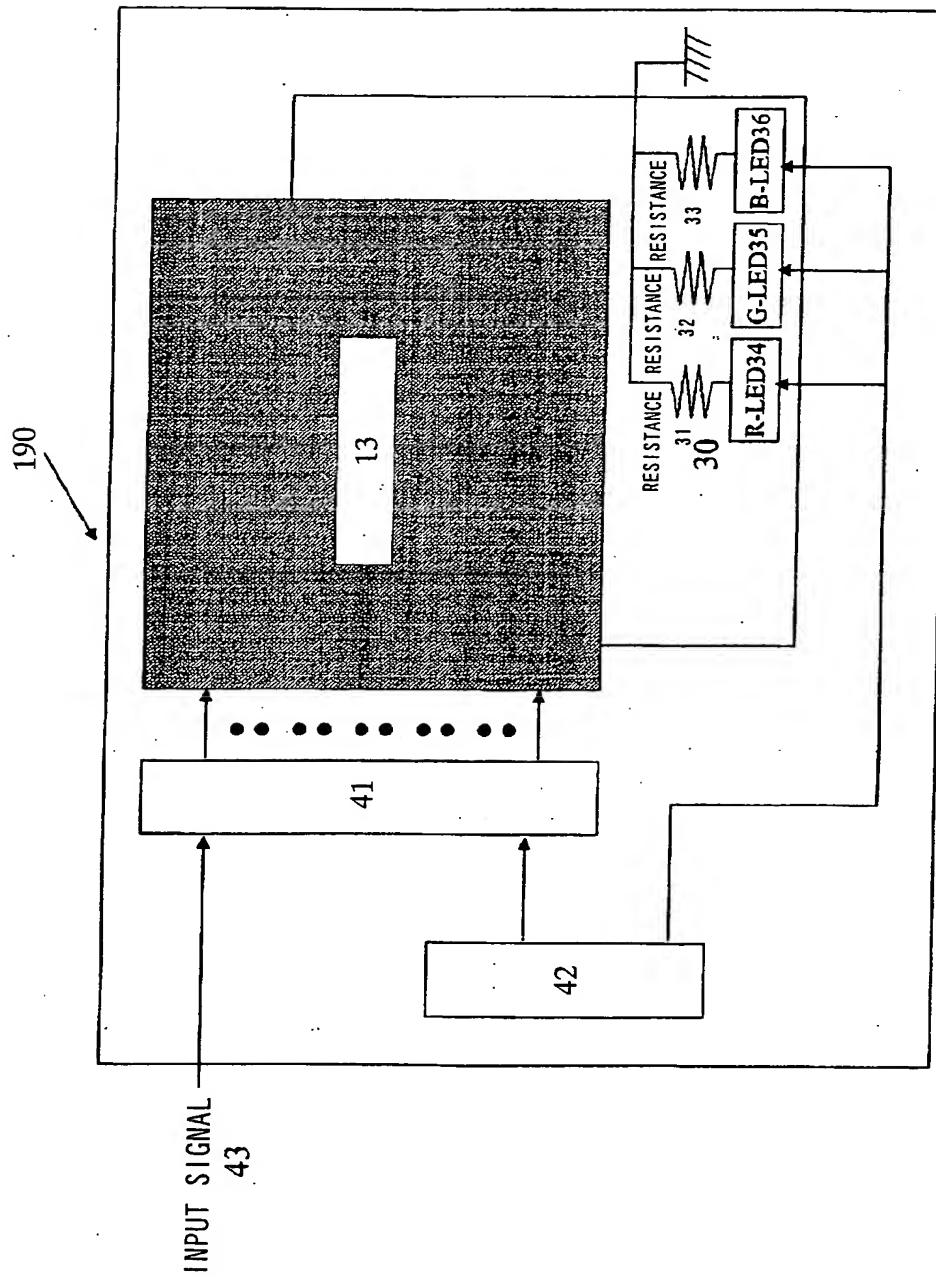 190
INPUT SIGNAL
43
41
42
13
RESISTANCE
31
RESISTANCE
32
RESISTANCE
33
30
R-LED34
G-LED35
B-LED36